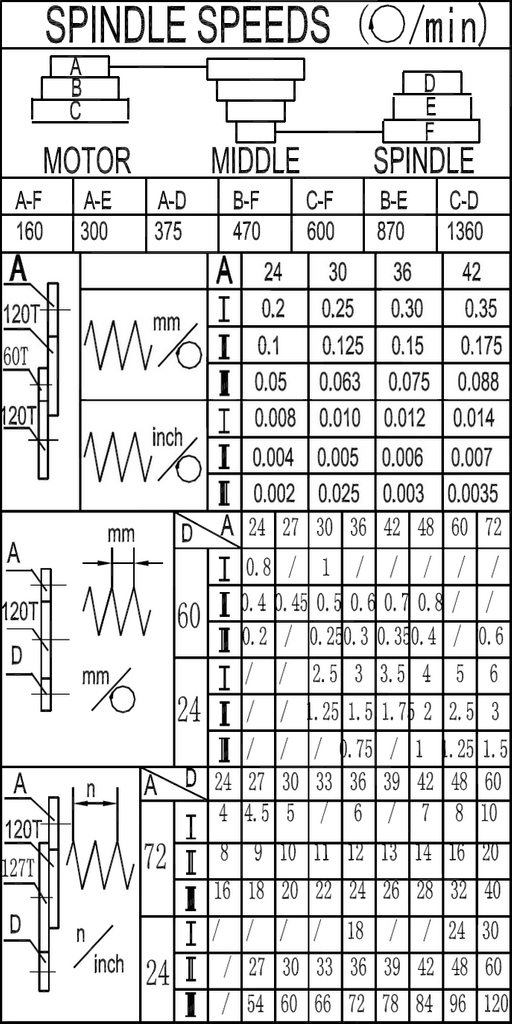 SPINDLE SPEEDS (/min)
A
B
C
D
E
F
MOTOR MIDDLE SPINDLE
A-F A-E A-D B-F C-F B-E C-D
160 300 375 470 600 870 1360
A A 24 30 36 42
120T 60T 120T
mm
I 0.2 0.25 0.30 0.35
II 0.1 0.125 0.15 0.175
III 0.05 0.063 0.075 0.088
inch
I 0.008 0.010 0.012 0.014
II 0.004 0.005 0.006 0.007
III 0.002 0.025 0.003 0.0035
D A 24 27 30 36 42 48 60 72
A 120T D
mm
mm
60
I 0.8 / 1 / / / / /
II 0.4 0.45 0.5 0.6 0.7 0.8 / /
III 0.2 / 0.25 0.3 0.35 0.4 / 0.6
24
I / / 2.5 3 3.5 4 5 6
II / / 1.25 1.5 1.75 2 2.5 3
III / / / 0.75 / 1 1.25 1.5
A D 24 27 30 33 36 39 42 48 60
A 120T 127T D
n
n/inch
72
I 4 4.5 5 / 6 / 7 8 10
II 8 9 10 11 12 13 14 16 20
III 16 18 20 22 24 26 28 32 40
24
I / / / / 18 / / 24 30
II / 27 30 33 36 39 42 48 60
III / 54 60 66 72 78 84 96 120